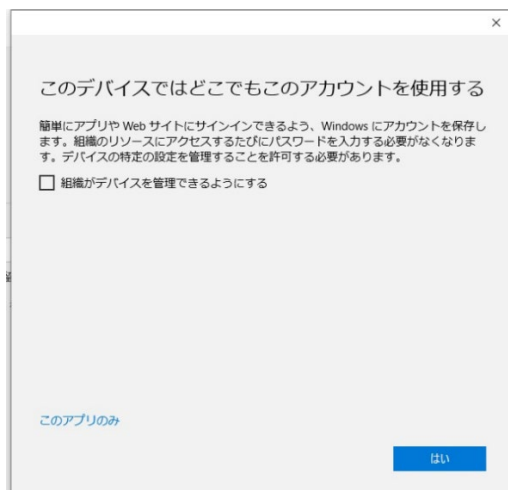 このデバイスではどこでもこのアカウントを使用する
簡単にアプリや Web サイトにサインインできるよう、Windows にアカウントを保存し
ます。組織のリソースにアクセスするたびにパスワードを入力する必要がなくなりま
す。デバイスの特定の設定を管理することを許可する必要があります。
組織がデバイスを管理できるようにする
このアプリのみ
はい